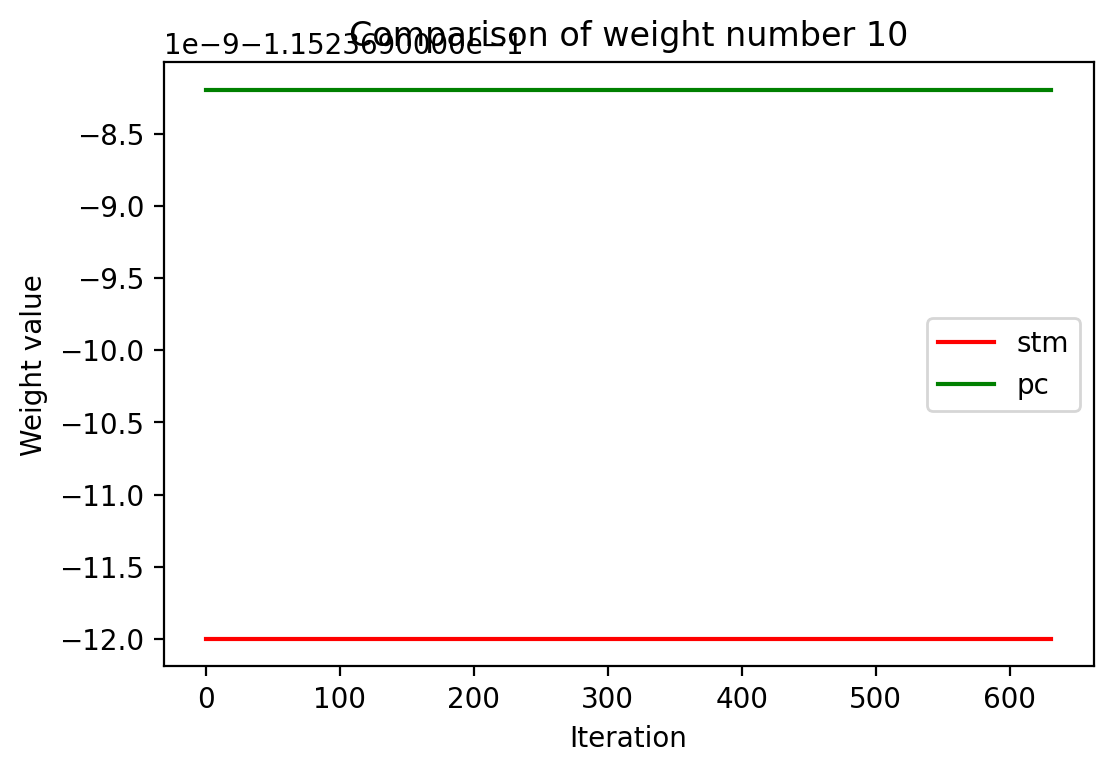 Comparison of weight number 10
1e−9−1.1523690000e−1
−8.5
−9.0
−9.5
−10.0
−10.5
−11.0
−11.5
−12.0
Weight value
stm
pc
0 100 200 300 400 500 600
Iteration